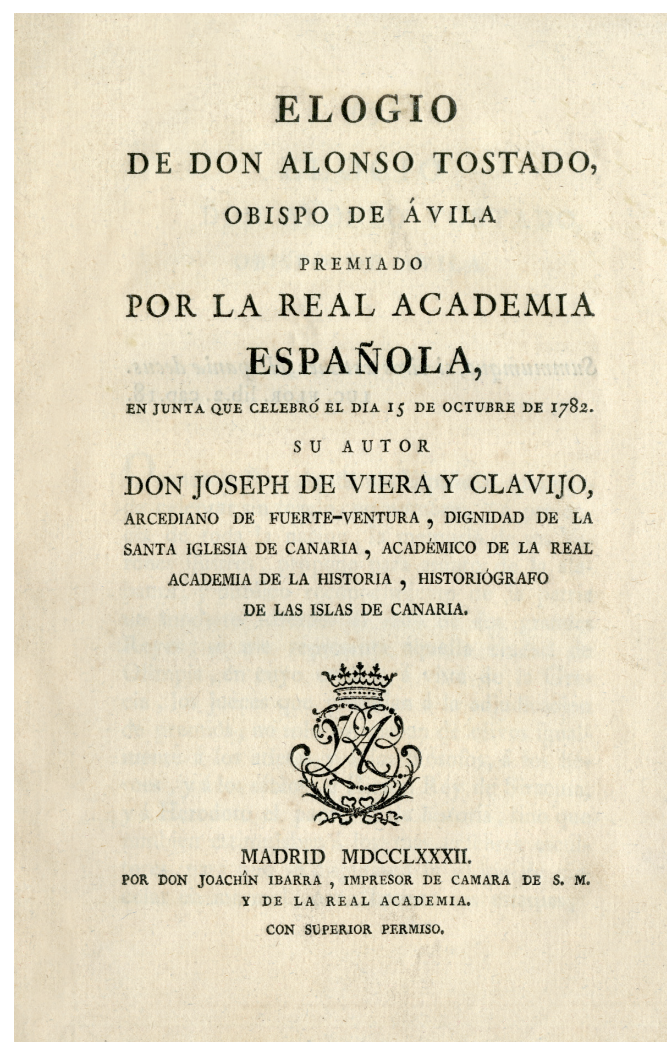 ELOGIO
DE DON ALONSO TOSTADO,
OBISPO DE ÁVILA
PREMIADO
POR LA REAL ACADEMIA
ESPAÑOLA,
EN JUNTA QUE CELEBRÓ EL DIA 15 DE OCTUBRE DE 1782.
SU AUTOR
DON JOSEPH DE VIERA Y CLAVIJO,
ARCEDIANO DE FUERTE-VENTURA, DIGNIDAD DE LA
SANTA IGLESIA DE CANARIA, ACADÉMICO DE LA REAL
ACADEMIA DE LA HISTORIA, HISTORIÓGRAFO
DE LAS ISLAS DE CANARIA.
MADRID MDCCLXXXII.
POR DON JOACHÎN IBARRA, IMPRESOR DE CAMARA DE S. M.
Y DE LA REAL ACADEMIA.
CON SUPERIOR PERMISO.